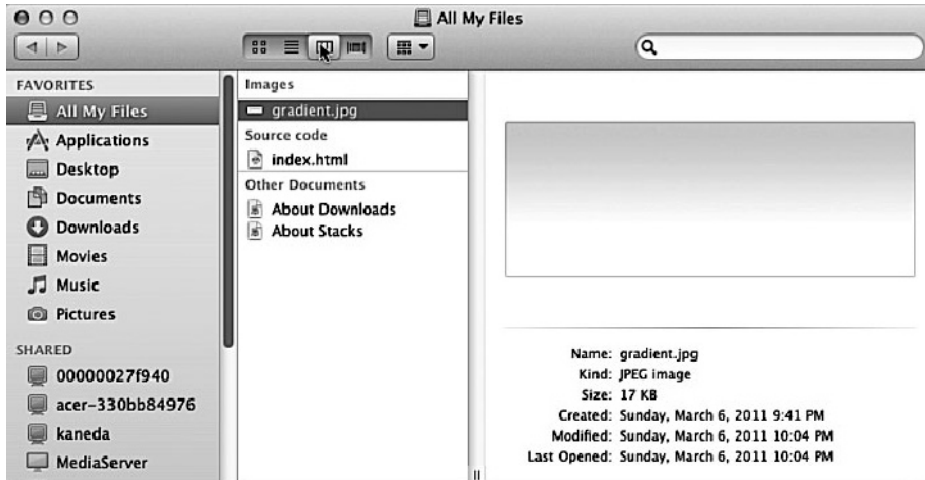 All My Files
FAVORITES
All My Files
Applications
Desktop
Documents
Downloads
Movies
Music
Pictures
SHARED
00000027f940
acer-330bb84976
kaneda
MediaServer
Images
gradient.jpg
Source code
index.html
Other Documents
About Downloads
About Stacks
Name: gradient.jpg
Kind: JPEG image
Size: 17 KB
Created: Sunday, March 6, 2011 9:41 PM
Modified: Sunday, March 6, 2011 10:04 PM
Last Opened: Sunday, March 6, 2011 10:04 PM